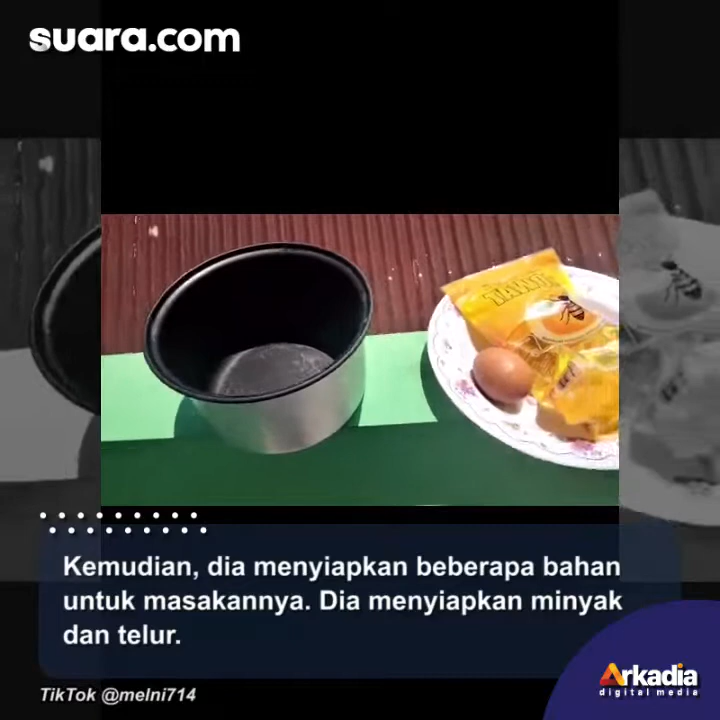 suara.com
TAWON
Kemudian, dia menyiapkan beberapa bahan
untuk masakannya. Dia menyiapkan minyak
dan telur.
TikTok @melni714
Arkadia
digital media